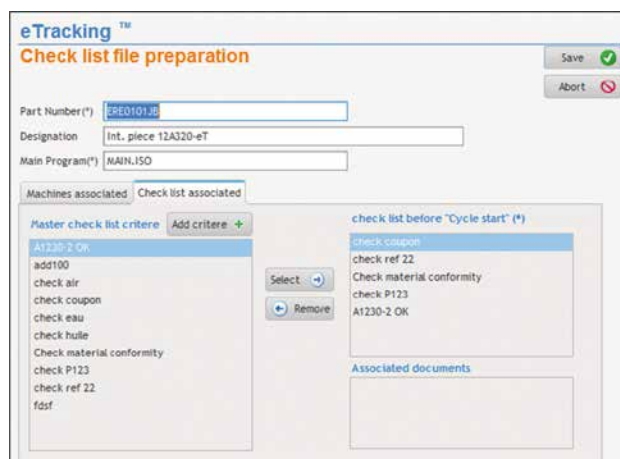 eTracking ™
Check list file preparation
Save
Abort
Part Number(*) ERE0101JB
Designation Int. piece 12A320-eT
Main Program(*) MAIN.ISO
Machines associated Check list associated
Master check list critere Add critere +
A1230-2 OK
add100
check air
check coupon
check eau
check huile
Check material conformity
check P123
check ref 22
fdsf
Select
Remove
check list before "Cycle start" (*)
check coupon
check ref 22
Check material conformity
check P123
A1230-2 OK
Associated documents